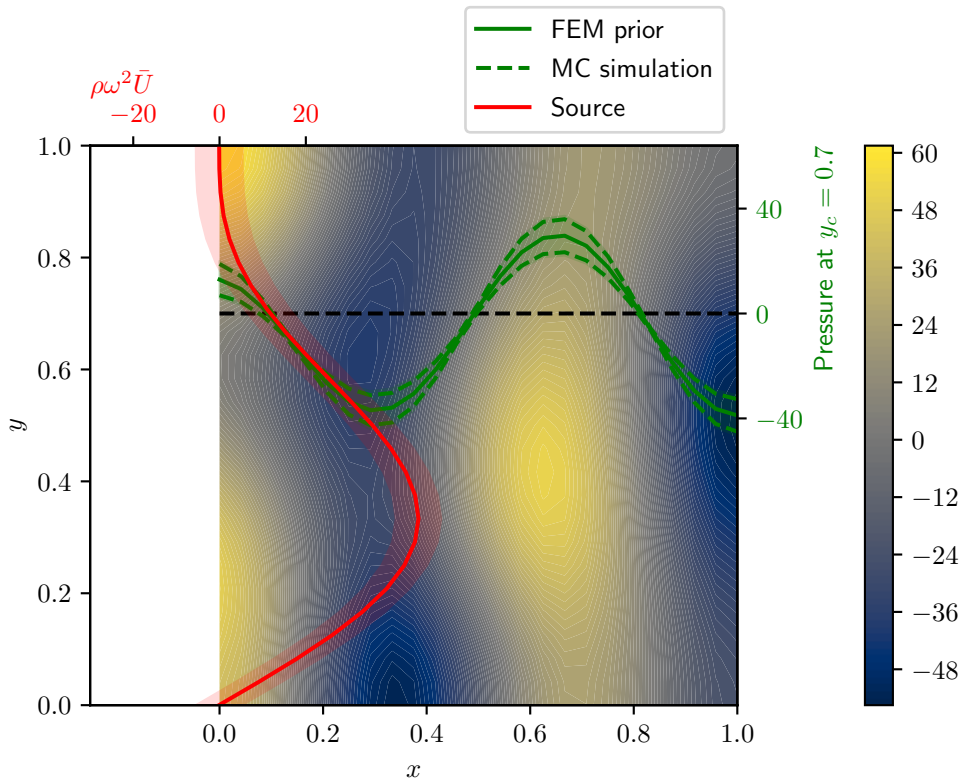 FEM prior
MC simulation
Source
ρω²Ū
−20 0 20
1.0
0.8
0.6
0.4
0.2
0.0
y
0.0 0.2 0.4 0.6 0.8 1.0
x
40
0
−40
Pressure at y_c = 0.7
60
48
36
24
12
0
−12
−24
−36
−48